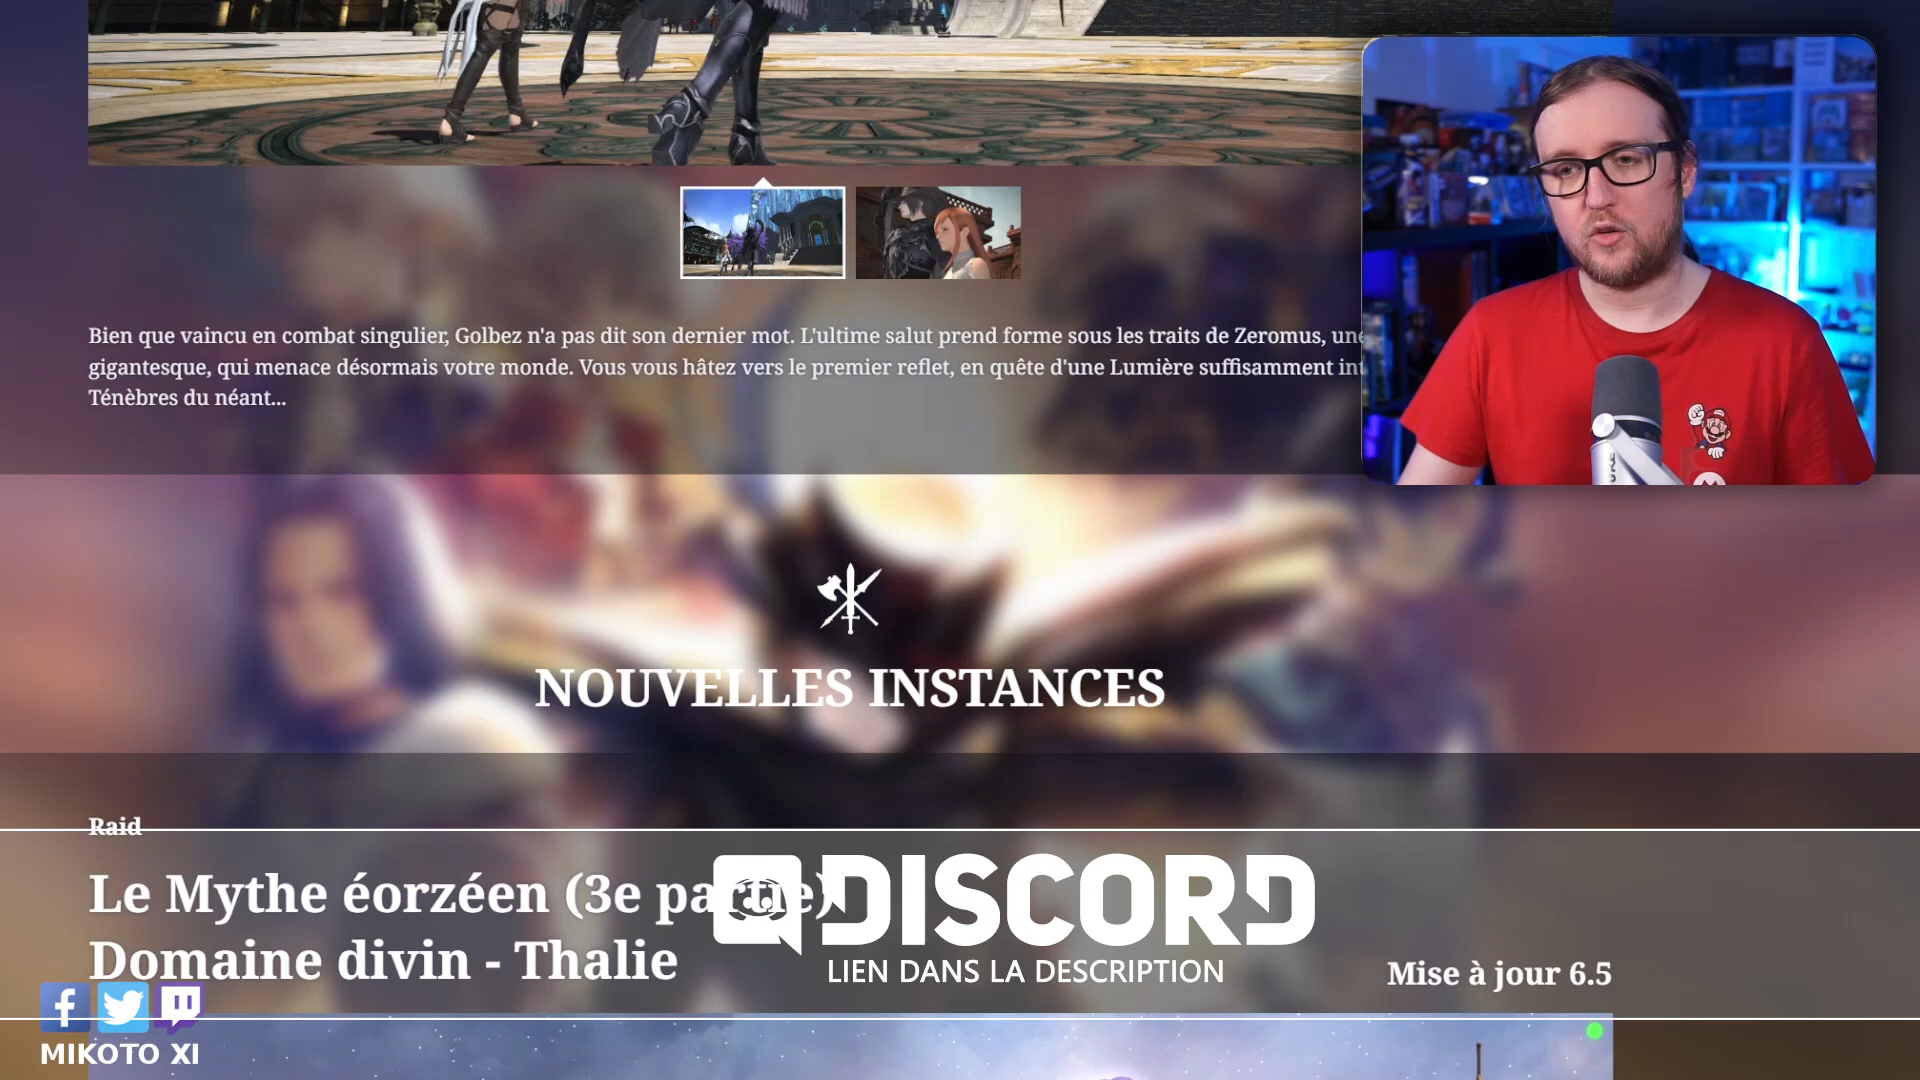 Bien que vaincu en combat singulier, Golbez n'a pas dit son dernier mot. L'ultime salut prend forme sous les traits de Zeromus, une
gigantesque, qui menace désormais votre monde. Vous vous hâtez vers le premier reflet, en quête d'une Lumière suffisamment
Ténèbres du néant...
NOUVELLES INSTANCES
Raid
Le Mythe éorzéen (3e partie)
Domaine divin - Thalie
DISCORD
LIEN DANS LA DESCRIPTION
Mise à jour 6.5
MIKOTO XI